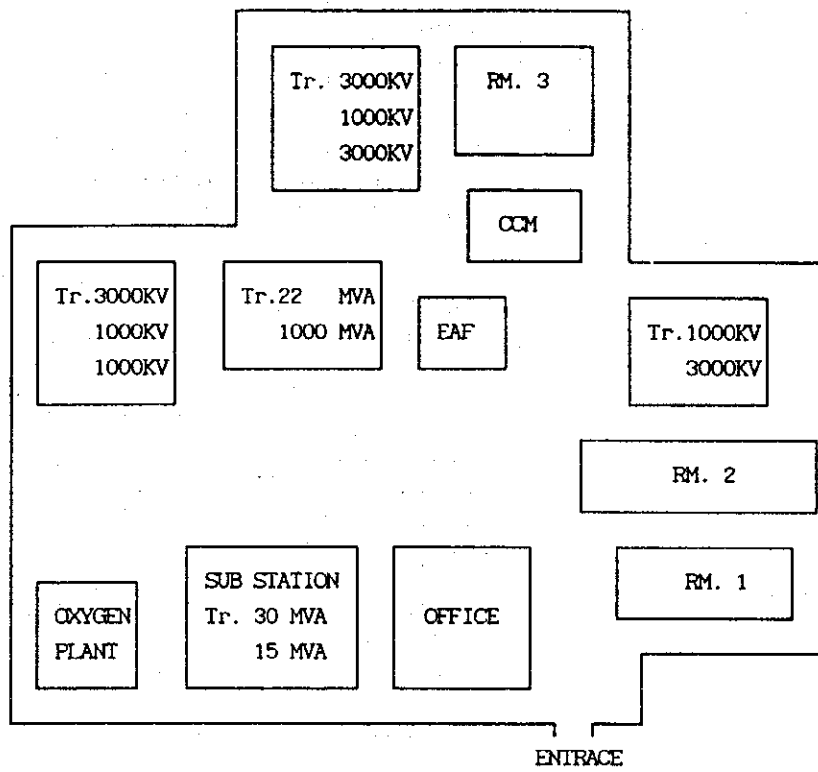 Tr. 3000KV
1000KV
3000KV
RM. 3
CCM
Tr.3000KV
1000KV
1000KV
Tr.22 MVA
1000 MVA
EAF
Tr.1000KV
3000KV
RM. 2
OXYGEN
PLANT
SUB STATION
Tr. 30 MVA
15 MVA
OFFICE
RM. 1
ENTRACE